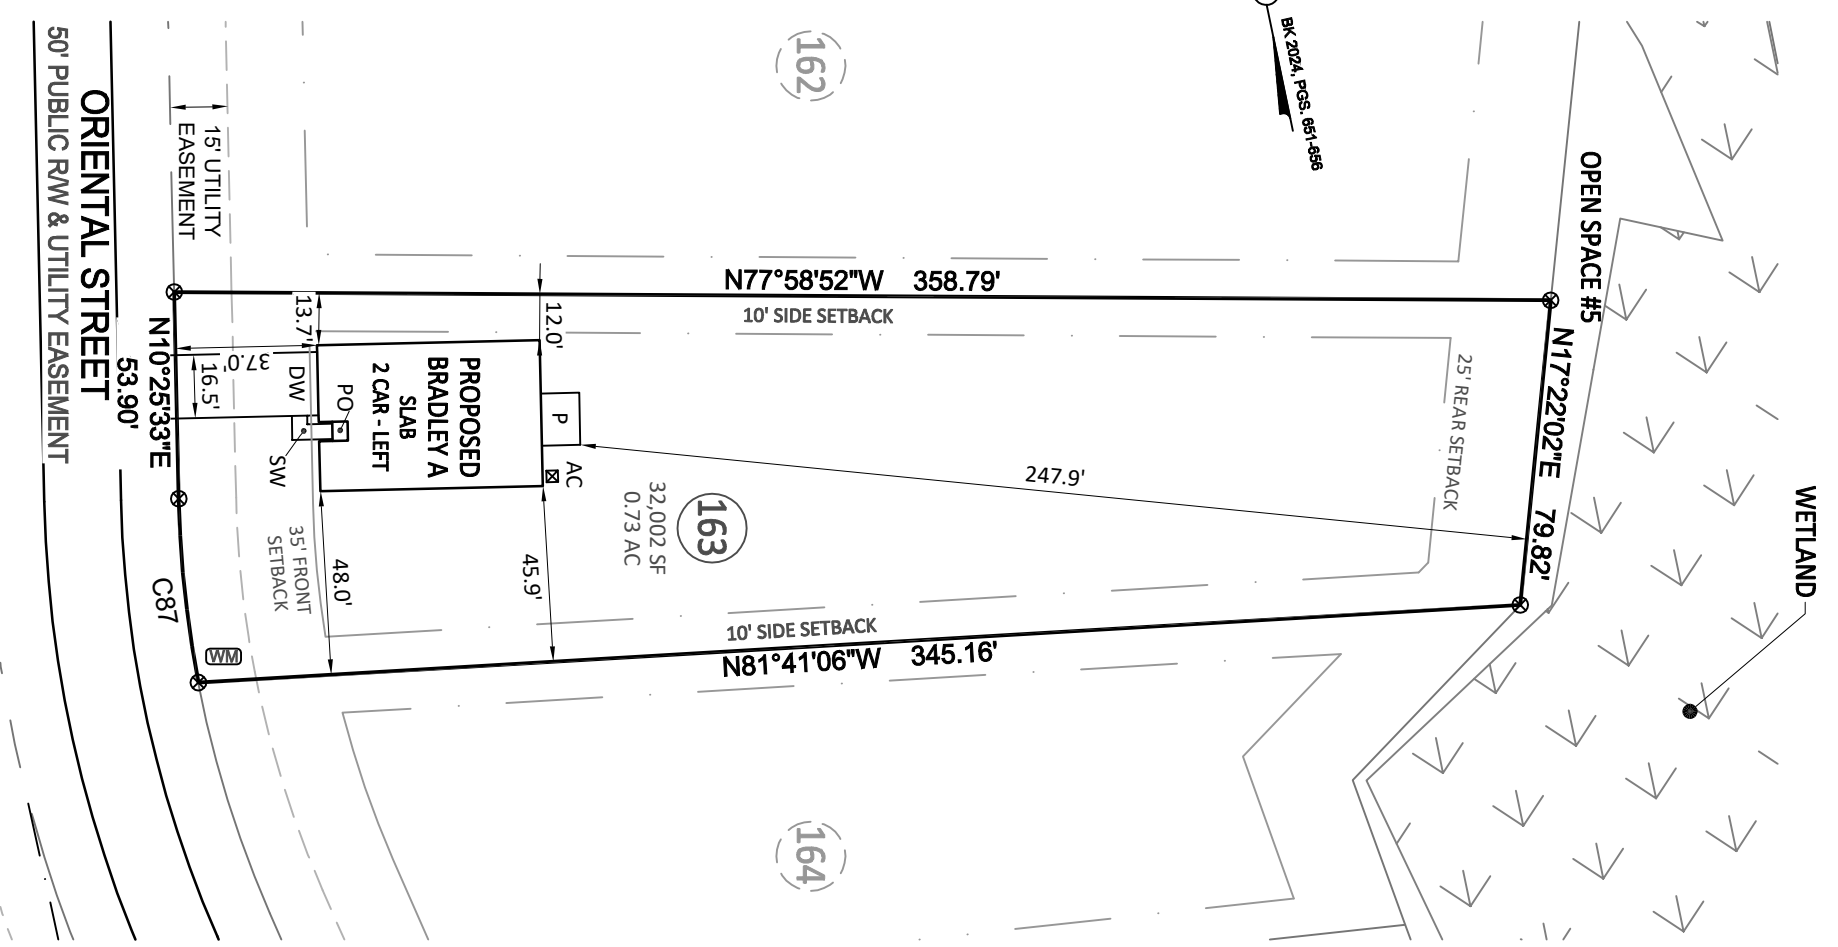 BK 2024, PGS. 651-656
162
OPEN SPACE #5
WETLAND
ORIENTAL STREET
50' PUBLIC R/W & UTILITY EASEMENT
15' UTILITY
EASEMENT
N77°58'52"W 358.79'
10' SIDE SETBACK
N17°22'02"E 79.82'
25' REAR SETBACK
N10°25'33"E
53.90'
C87
13.7'
12.0'
37.0'
16.5'
DW
PO
SW
PROPOSED
BRADLEY A
SLAB
2 CAR - LEFT
P
AC
247.9'
163
32,002 SF
0.73 AC
35' FRONT
SETBACK
48.0'
45.9'
WM
10' SIDE SETBACK
N81°41'06"W 345.16'
164